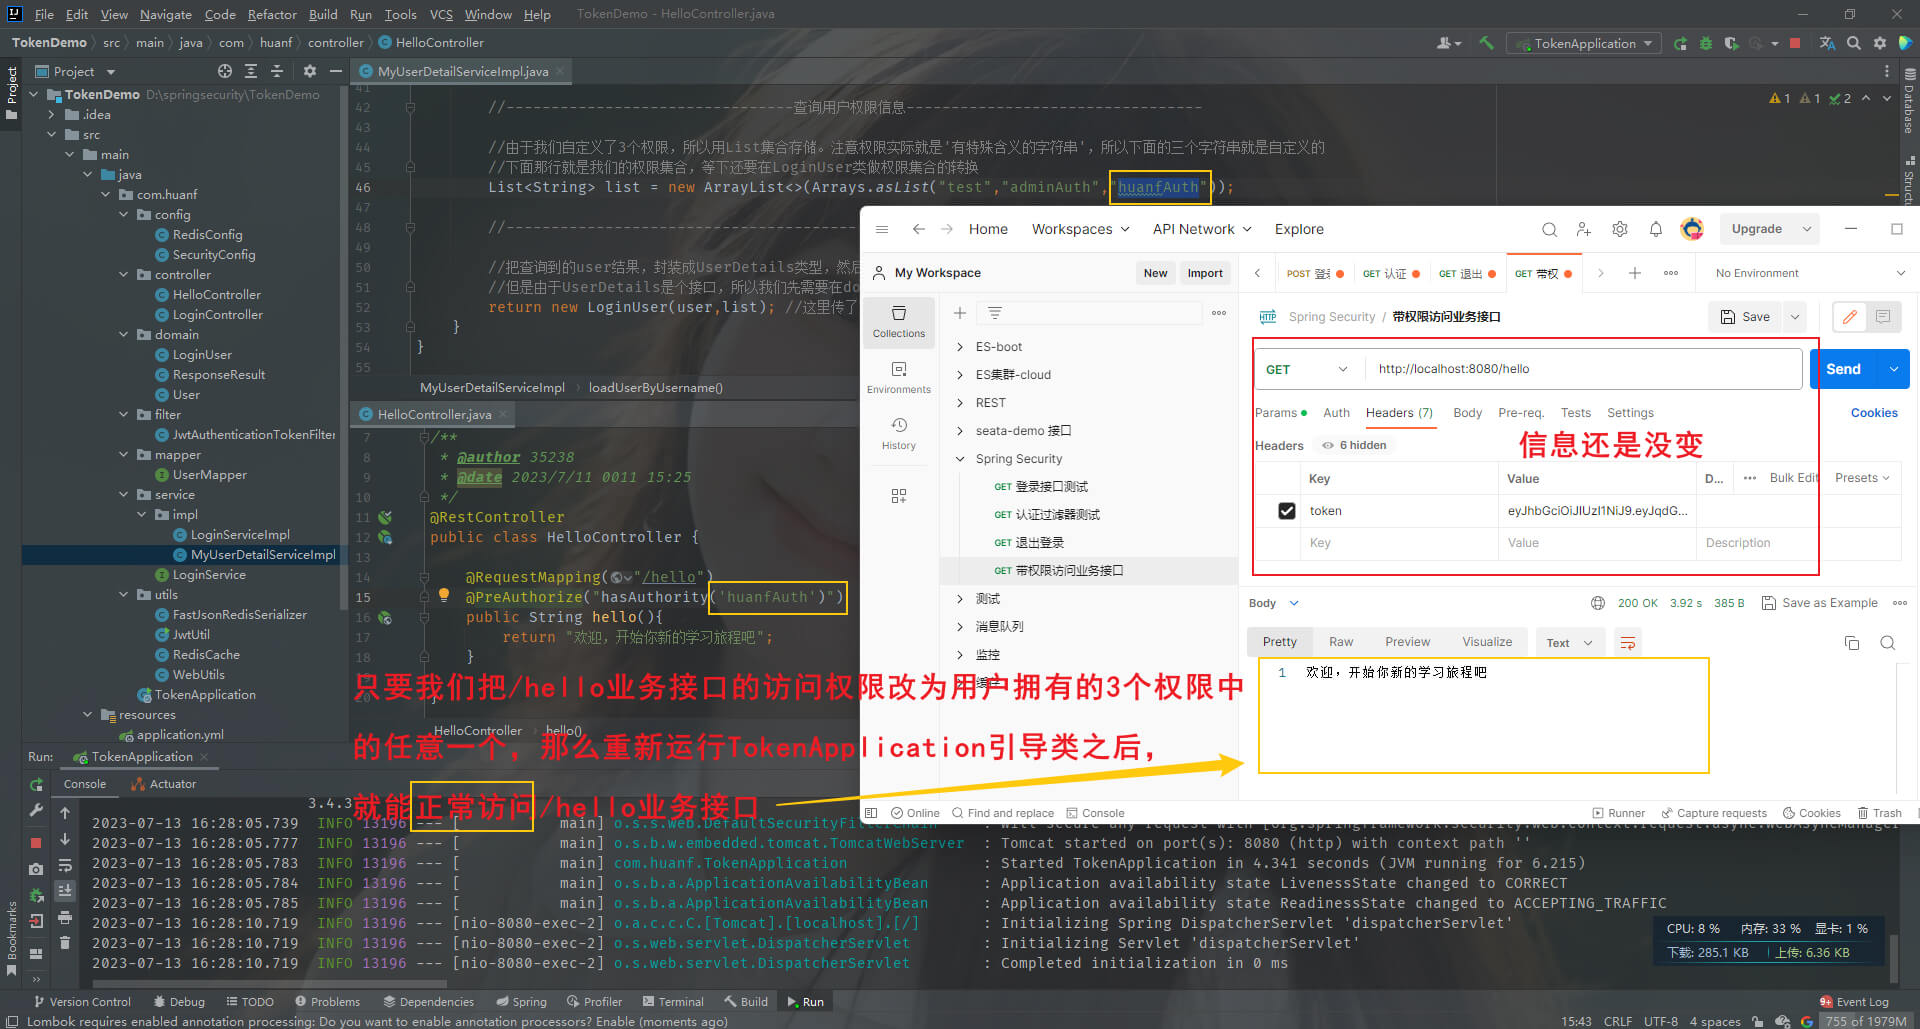 File Edit View Navigate Code Refactor Build Run Tools VCS Window Help TokenDemo - HelloController.java
TokenDemo src main java com huanf controller HelloController
TokenApplication
Project
Project
MyUserDetailServiceImpl.java
TokenDemo D:\springsecurity\TokenDemo
.idea
src
main
java
com.huanf
config
RedisConfig
SecurityConfig
controller
HelloController
LoginController
domain
LoginUser
ResponseResult
User
filter
JwtAuthenticationTokenFilter
mapper
UserMapper
service
impl
LoginServiceImpl
MyUserDetailServiceImpl
LoginService
utils
FastJsonRedisSerializer
JwtUtil
RedisCache
WebUtils
TokenApplication
resources
application.yml
1 1 2
Database
41
42 //--------------------------------查询用户权限信息---------------------------------
43
44 //由于我们自定义了3个权限，所以用List集合存储。注意权限实际就是'有特殊含义的字符串'，所以下面的三个字符串就是自定义的
45 //下面那行就是我们的权限集合，等下还要在LoginUser类做权限集合的转换
46 List<String> list = new ArrayList<>(Arrays.asList("test","adminAuth","huanfAuth"));
47
48 //---------------------------------------
49
50 //把查询到的user结果，封装成UserDetails类型，然后
51 //但是由于UserDetails是个接口，所以我们先需要在do
52 return new LoginUser(user,list); //这里传了
53 }
54 }
55
MyUserDetailServiceImpl loadUserByUsername()
HelloController.java
7 /**
8 * @author 35238
9 * @date 2023/7/11 0011 15:25
10 */
11 @RestController
12 public class HelloController {
13
14 @RequestMapping("/hello")
15 @PreAuthorize("hasAuthority('huanfAuth')")
16 public String hello(){
17 return "欢迎，开始你新的学习旅程吧";
18 }
HelloController hello()
只要我们把/hello业务接口的访问权限改为用户拥有的3个权限中
的任意一个，那么重新运行TokenApplication引导类之后，
就能正常访问/hello业务接口
Home Workspaces API Network Explore
Upgrade
My Workspace New Import
POST 登录 GET 认证 GET 退出 GET 带权
No Environment
Collections
Environments
History
ES-boot
ES集群-cloud
REST
seata-demo 接口
Spring Security
GET 登录接口测试
GET 认证过滤器测试
GET 退出登录
GET 带权限访问业务接口
测试
消息队列
监控
Spring Security / 带权限访问业务接口
Save
GET http://localhost:8080/hello
Send
Params Auth Headers (7) Body Pre-req. Tests Settings Cookies
Headers 6 hidden
信息还是没变
Key Value D... Bulk Edit Presets
token eyJhbGciOiJIUzI1NiJ9.eyJqdG...
Key Value Description
Body 200 OK 3.92 s 385 B Save as Example
Pretty Raw Preview Visualize Text
1 欢迎，开始你新的学习旅程吧
Online Find and replace Console Runner Capture requests Cookies Trash
Run: TokenApplication
Console Actuator
3.4.3
2023-07-13 16:28:05.739 INFO 13196 --- [ main] o.s.s.web.DefaultSecurityFilterChain : Will secure any request with [org.springframework.security.web.context.request.async.WebAsyncManager
2023-07-13 16:28:05.777 INFO 13196 --- [ main] o.s.b.w.embedded.tomcat.TomcatWebServer : Tomcat started on port(s): 8080 (http) with context path ''
2023-07-13 16:28:05.783 INFO 13196 --- [ main] com.huanf.TokenApplication : Started TokenApplication in 4.341 seconds (JVM running for 6.215)
2023-07-13 16:28:05.784 INFO 13196 --- [ main] o.s.b.a.ApplicationAvailabilityBean : Application availability state LivenessState changed to CORRECT
2023-07-13 16:28:05.785 INFO 13196 --- [ main] o.s.b.a.ApplicationAvailabilityBean : Application availability state ReadinessState changed to ACCEPTING_TRAFFIC
2023-07-13 16:28:10.719 INFO 13196 --- [nio-8080-exec-2] o.a.c.c.C.[Tomcat].[localhost].[/] : Initializing Spring DispatcherServlet 'dispatcherServlet'
2023-07-13 16:28:10.719 INFO 13196 --- [nio-8080-exec-2] o.s.web.servlet.DispatcherServlet : Initializing Servlet 'dispatcherServlet'
2023-07-13 16:28:10.719 INFO 13196 --- [nio-8080-exec-2] o.s.web.servlet.DispatcherServlet : Completed initialization in 0 ms
CPU: 8 % 内存: 33 % 显卡: 1 %
下载: 285.1 KB 上传: 6.36 KB
Bookmarks
Version Control Debug TODO Problems Dependencies Spring Profiler Terminal Build Run 9+ Event Log
Lombok requires enabled annotation processing: Do you want to enable annotation processors? Enable (moments ago) 15:43 CRLF UTF-8 4 spaces 755 of 1979M